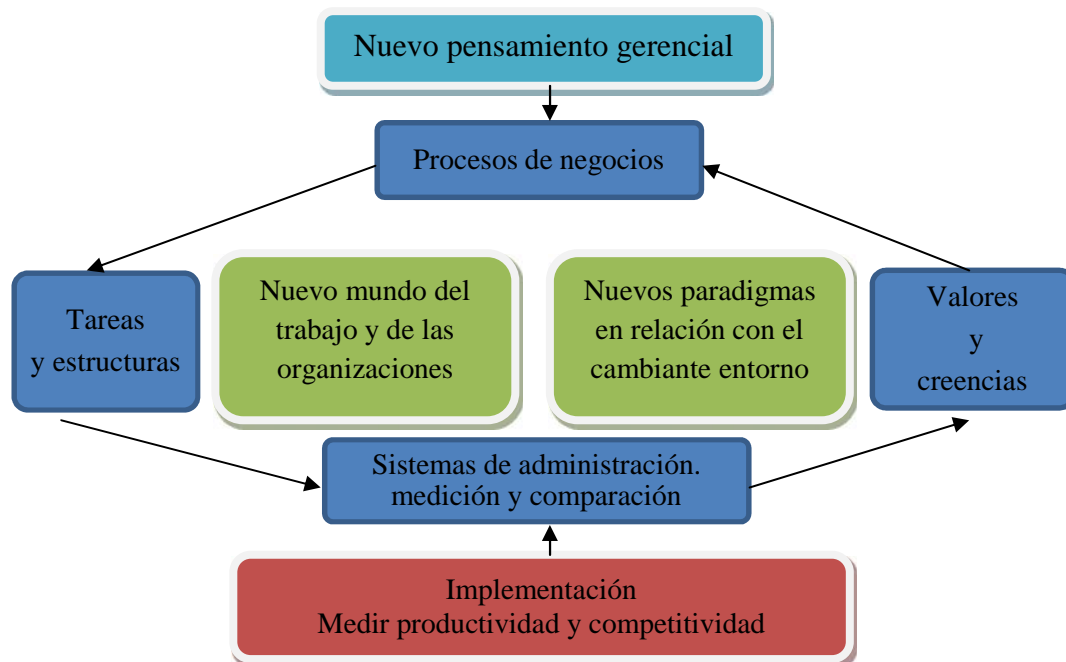 Nuevo pensamiento gerencial
Procesos de negocios
Tareas
y estructuras
Nuevo mundo del
trabajo y de las
organizaciones
Nuevos paradigmas
en relación con el
cambiante entorno
Valores
y
creencias
Sistemas de administración.
medición y comparación
Implementación
Medir productividad y competitividad